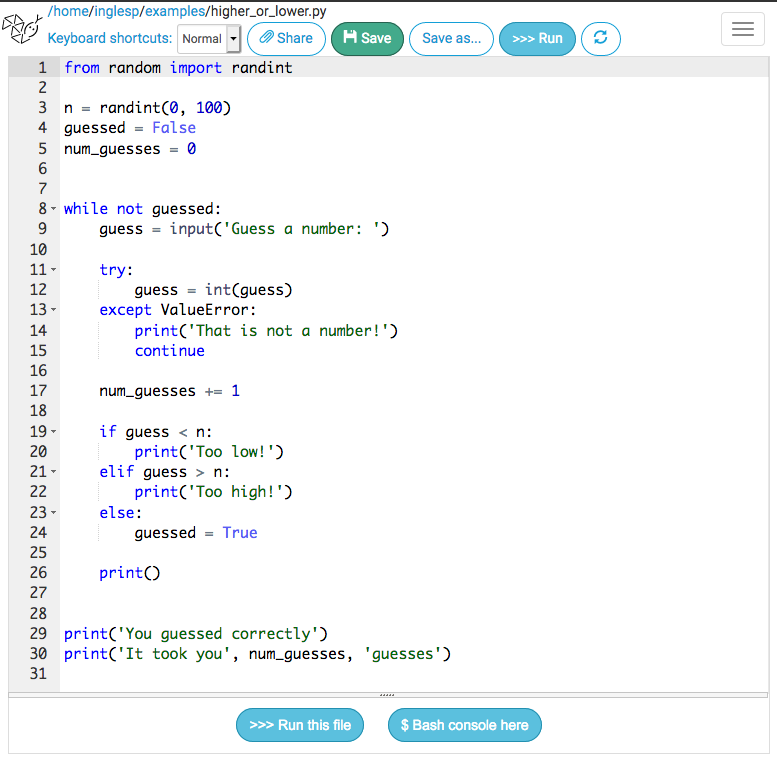 /home/inglesp/examples/higher_or_lower.py
Keyboard shortcuts: Normal Share Save Save as... >>> Run
1 from random import randint
2
3 n = randint(0, 100)
4 guessed = False
5 num_guesses = 0
6
7
8 while not guessed:
9     guess = input('Guess a number: ')
10
11     try:
12         guess = int(guess)
13     except ValueError:
14         print('That is not a number!')
15         continue
16
17     num_guesses += 1
18
19     if guess < n:
20         print('Too low!')
21     elif guess > n:
22         print('Too high!')
23     else:
24         guessed = True
25
26     print()
27
28
29 print('You guessed correctly')
30 print('It took you', num_guesses, 'guesses')
31
>>> Run this file $ Bash console here